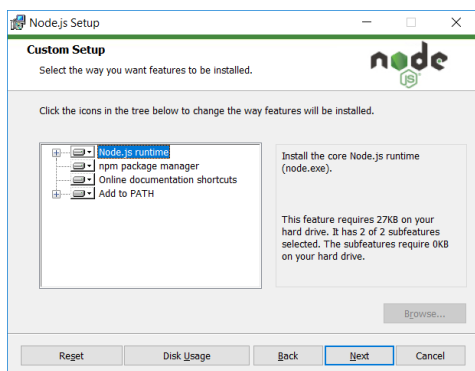 Node.js Setup
Custom Setup
Select the way you want features to be installed.
node
JS
Click the icons in the tree below to change the way features will be installed.
Node.js runtime
npm package manager
Online documentation shortcuts
Add to PATH
Install the core Node.js runtime
(node.exe).
This feature requires 27KB on your
hard drive. It has 2 of 2 subfeatures
selected. The subfeatures require 0KB
on your hard drive.
Browse...
Reset
Disk Usage
Back
Next
Cancel